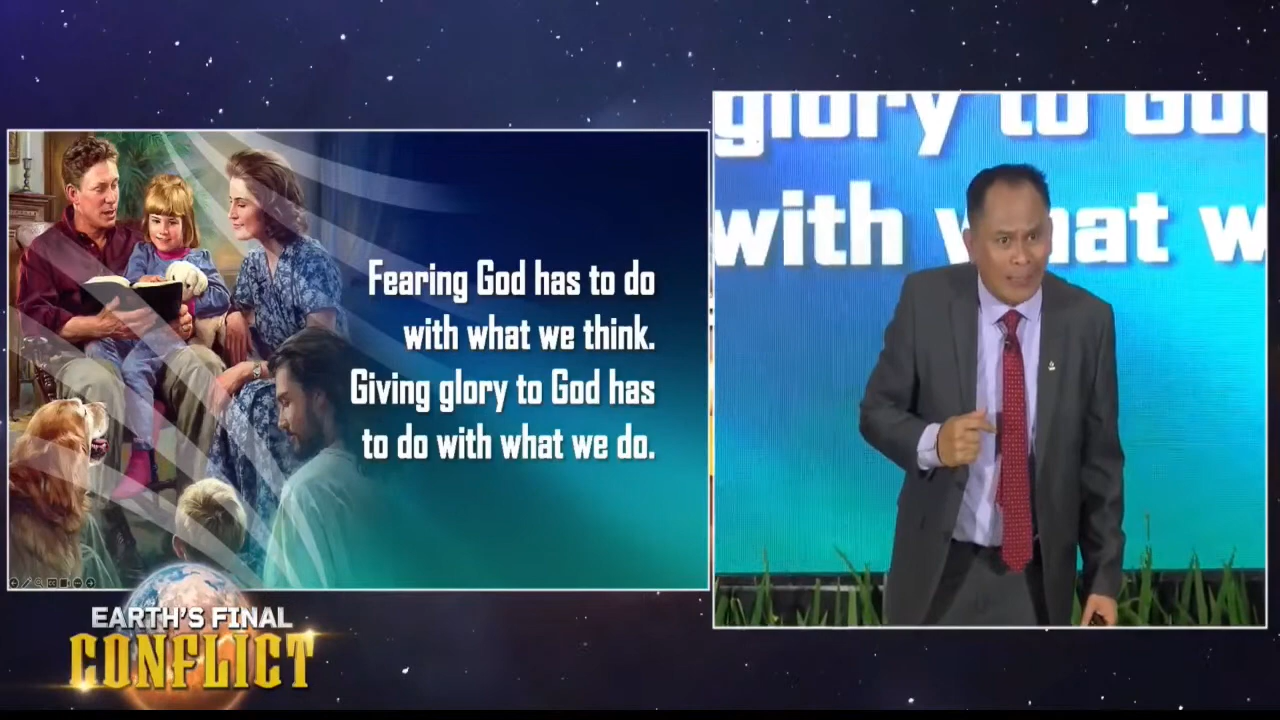 Fearing God has to do
with what we think.
Giving glory to God has
to do with what we do.
glory to God
with what w
EARTH'S FINAL
CONFLICT